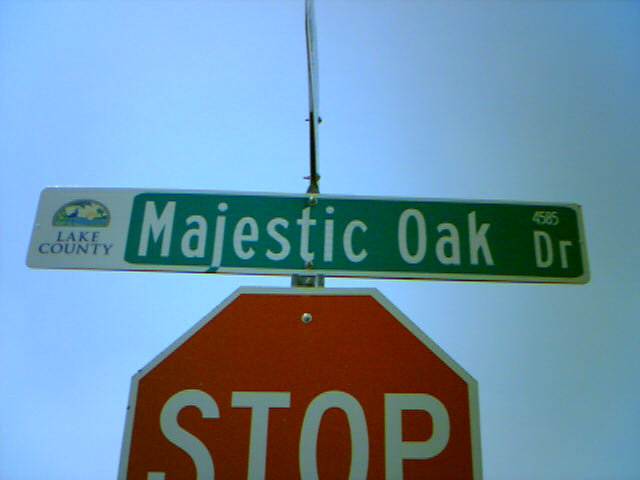 LAKE
COUNTY
Majestic Oak Dr
4585
STOP